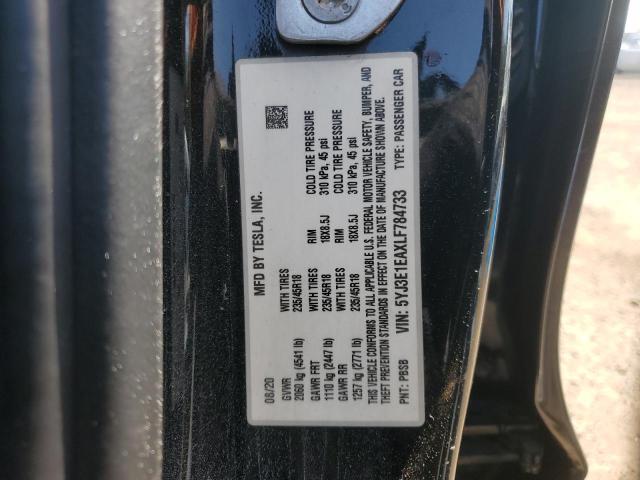 MFD BY TESLA, INC.
08/20
GVWR WITH TIRES RIM COLD TIRE PRESSURE
2060 kg (4541 lb) 235/45R18 18X8.5J 310 kPa, 45 psi
GAWR FRT WITH TIRES RIM COLD TIRE PRESSURE
1110 kg (2447 lb) 235/45R18 18X8.5J 310 kPa, 45 psi
GAWR RR WITH TIRES
1257 kg (2771 lb) 235/45R18
THIS VEHICLE CONFORMS TO ALL APPLICABLE U.S. FEDERAL MOTOR VEHICLE SAFETY, BUMPER, AND
THEFT PREVENTION STANDARDS IN EFFECT ON THE DATE OF MANUFACTURE SHOWN ABOVE.
PNT: PBSB VIN: 5YJ3E1EAXLF784733 TYPE: PASSENGER CAR